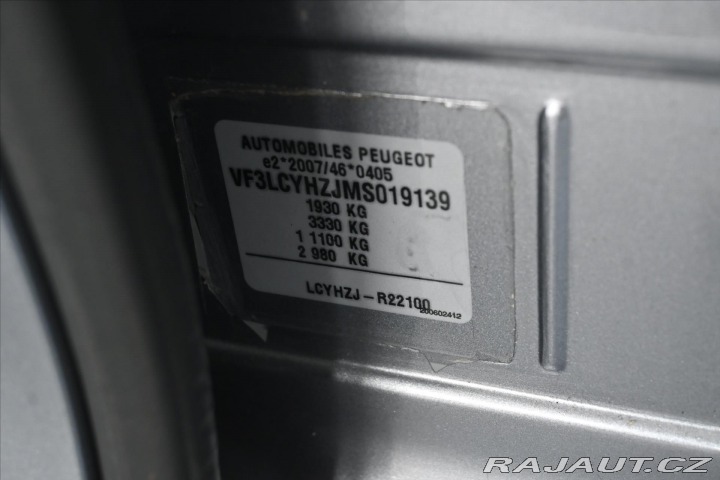 AUTOMOBILES PEUGEOT
e2*2007/46*0405
VF3LCYHZJMS019139
1930 KG
3330 KG
1 1100 KG
2 980 KG
LCYHZJ-R22100
200602412
RAJAUT.CZ